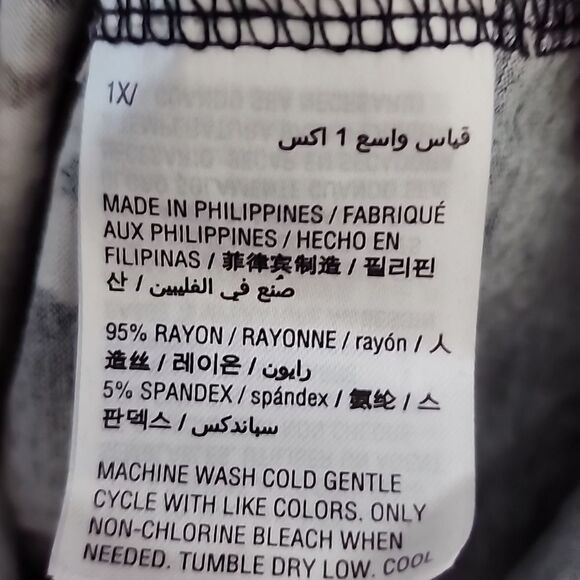 1X/
قياس واسع 1 اكس
MADE IN PHILIPPINES / FABRIQUÉ
AUX PHILIPPINES / HECHO EN
FILIPINAS / 菲律宾制造 / 필리핀
산 / صنع في الفلبين
95% RAYON / RAYONNE / rayón / 人
造丝 / 레이온 / رايون
5% SPANDEX / spándex / 氨纶 / 스
판덱스 / سباندكس
MACHINE WASH COLD GENTLE
CYCLE WITH LIKE COLORS. ONLY
NON-CHLORINE BLEACH WHEN
NEEDED. TUMBLE DRY LOW. COOL